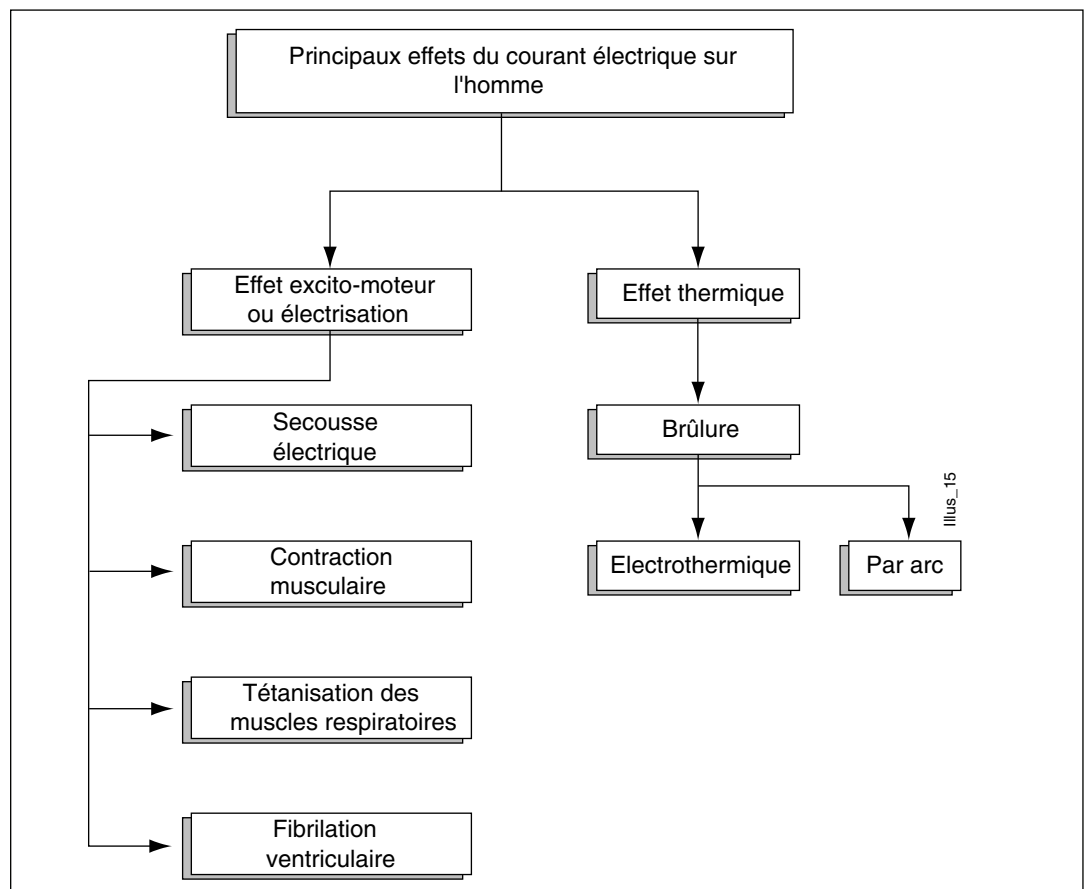 Principaux effets du courant électrique sur
l'homme
Effet excito-moteur
ou électrisation
Effet thermique
Secousse
électrique
Brûlure
Contraction
musculaire
Electrothermique
Par arc
Illus_15
Tétanisation des
muscles respiratoires
Fibrilation
ventriculaire